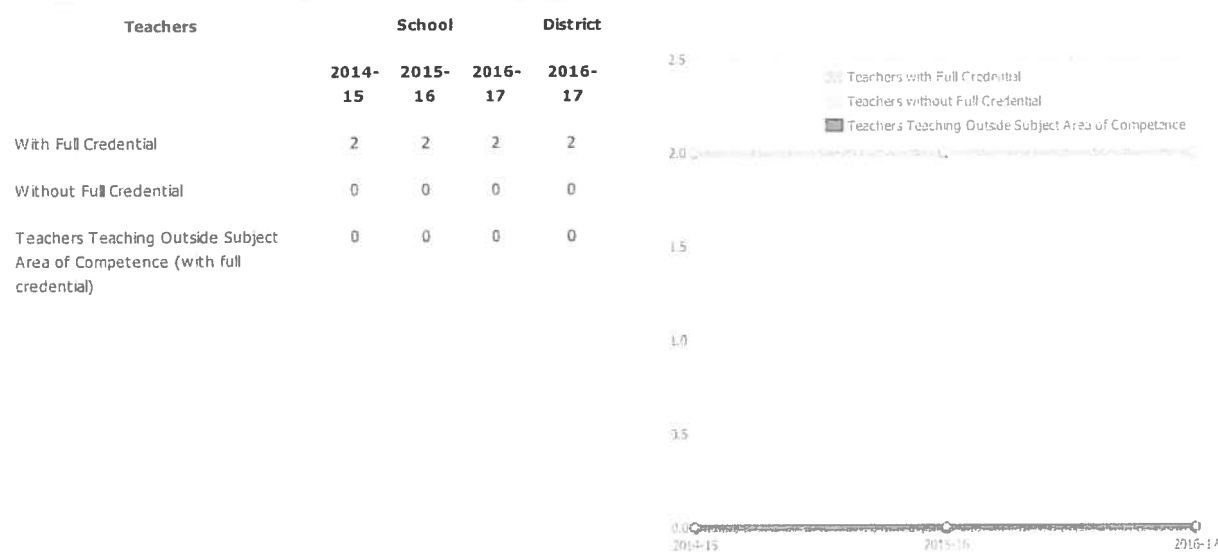 Teachers School District
2014- 2015- 2016- 2016-
15 16 17 17
With Full Credential 2 2 2 2
Without Full Credential 0 0 0 0
Teachers Teaching Outside Subject 0 0 0 0
Area of Competence (with full
credential)
2.5
Teachers with Full Credential
Teachers without Full Credential
Teachers Teaching Outside Subject Area of Competence
2.0
1.5
1.0
0.5
0.0
2014-15 2015-16 2016-17